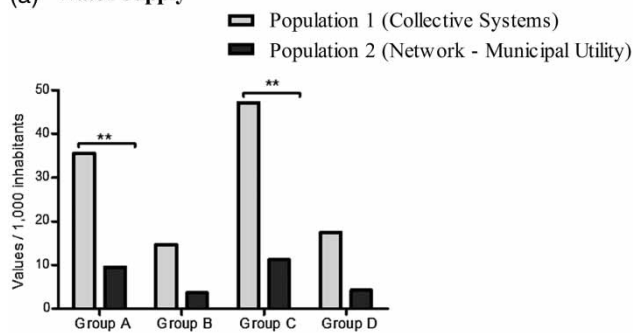 Population 1 (Collective Systems)
Population 2 (Network - Municipal Utility)
Values / 1,000 inhabitants
50
40
30
20
10
0
**
**
Group A
Group B
Group C
Group D